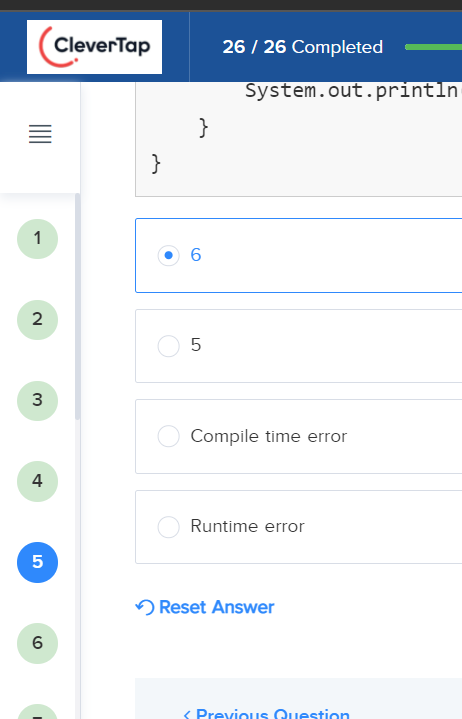 CleverTap
26 / 26 Completed
System.out.println(
}
}
1
2
3
4
5
6
6
5
Compile time error
Runtime error
Reset Answer
< Previous Question